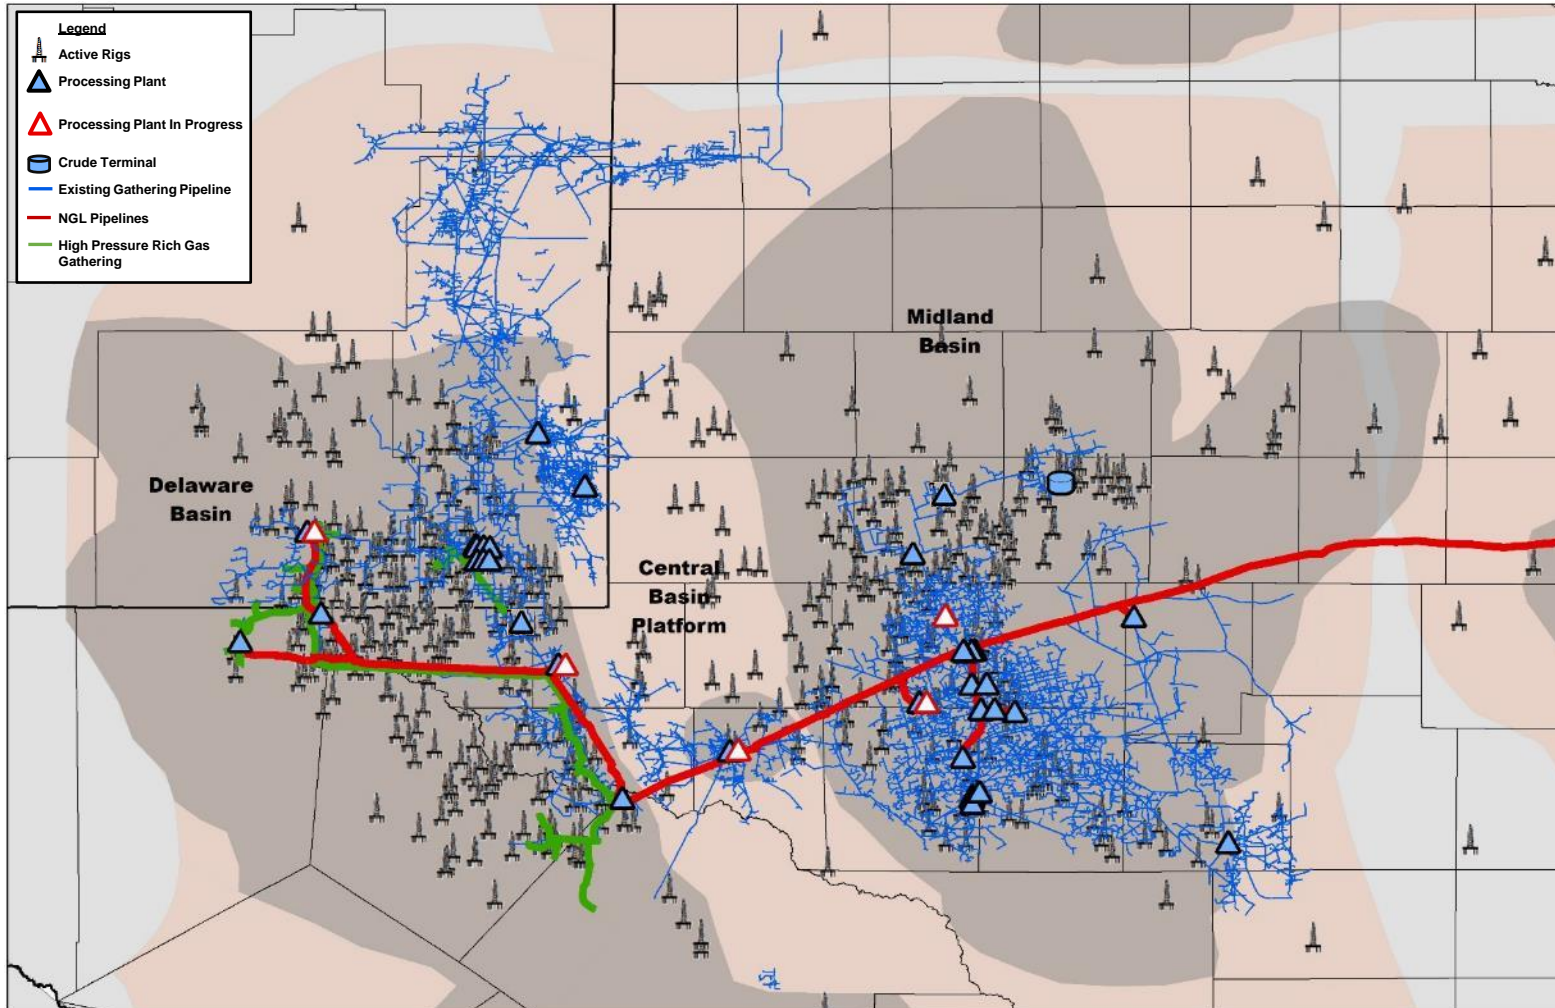 Legend
Active Rigs
Processing Plant
Processing Plant In Progress
Crude Terminal
Existing Gathering Pipeline
NGL Pipelines
High Pressure Rich Gas
Gathering
Midland
Basin
Delaware
Basin
Central
Basin
Platform